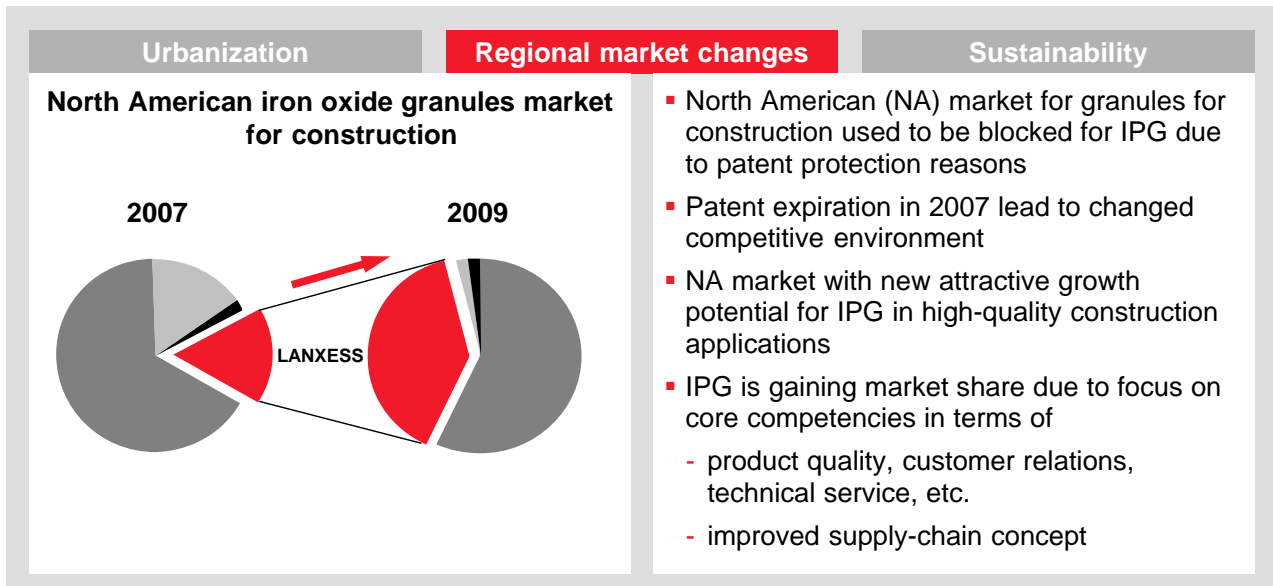 Urbanization
Regional market changes
Sustainability
North American iron oxide granules market
for construction
2007
2009
LANXESS
▪ North American (NA) market for granules for
construction used to be blocked for IPG due
to patent protection reasons
▪ Patent expiration in 2007 lead to changed
competitive environment
▪ NA market with new attractive growth
potential for IPG in high-quality construction
applications
▪ IPG is gaining market share due to focus on
core competencies in terms of
- product quality, customer relations,
technical service, etc.
- improved supply-chain concept